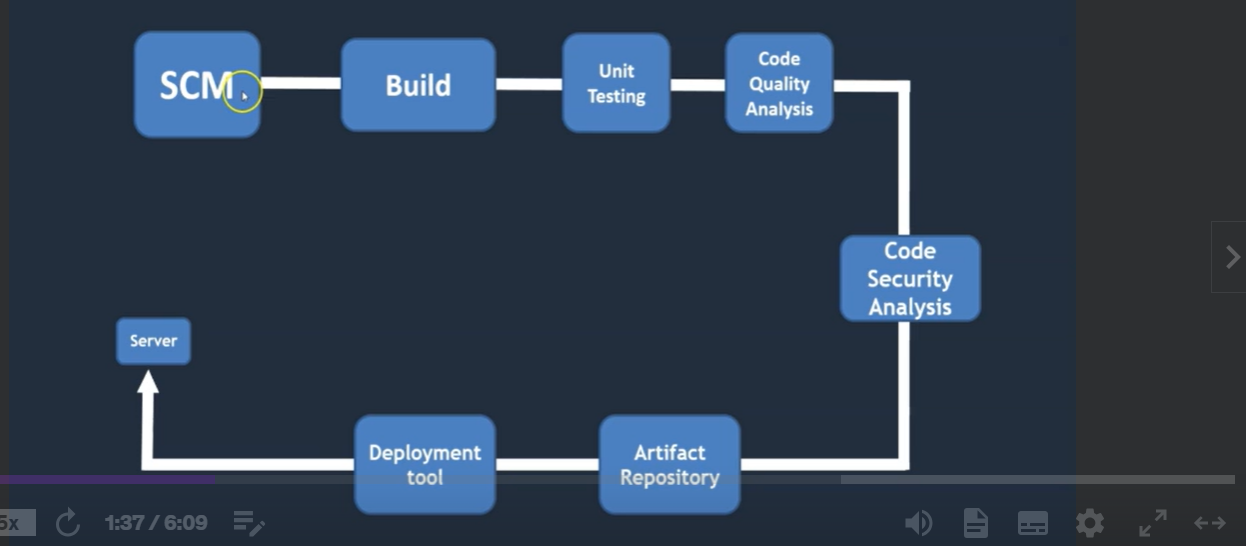 SCM
Build
Unit
Testing
Code
Quality
Analysis
Code
Security
Analysis
Server
Deployment
tool
Artifact
Repository
5x
1:37 / 6:09